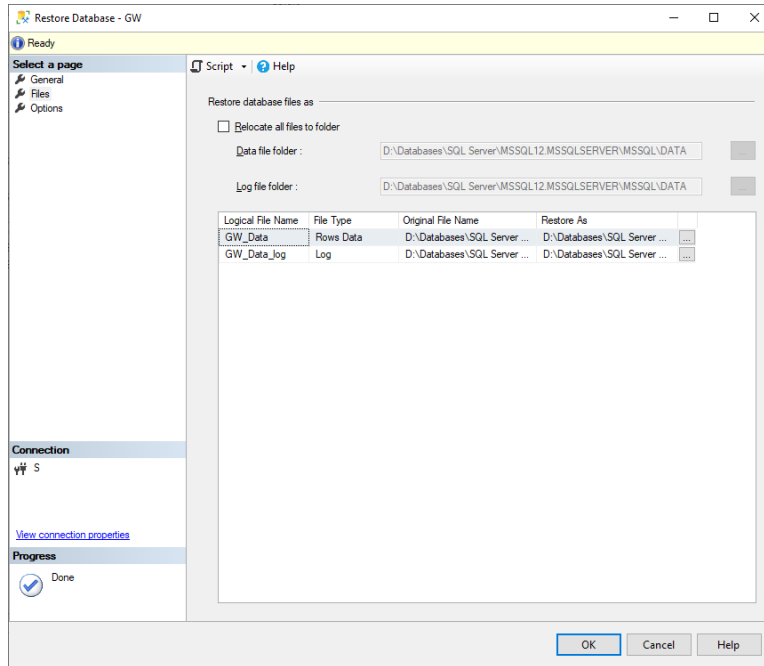 Restore Database - GW
Ready
Select a page
General
Files
Options
Script Help
Restore database files as
Relocate all files to folder
Data file folder : D:\Databases\SQL Server\MSSQL12.MSSQLSERVER\MSSQL\DATA ...
Log file folder : D:\Databases\SQL Server\MSSQL12.MSSQLSERVER\MSSQL\DATA ...
Logical File Name File Type Original File Name Restore As
GW_Data Rows Data D:\Databases\SQL Server ... D:\Databases\SQL Server ... ...
GW_Data_log Log D:\Databases\SQL Server ... D:\Databases\SQL Server ... ...
Connection
S
View connection properties
Progress
Done
OK Cancel Help